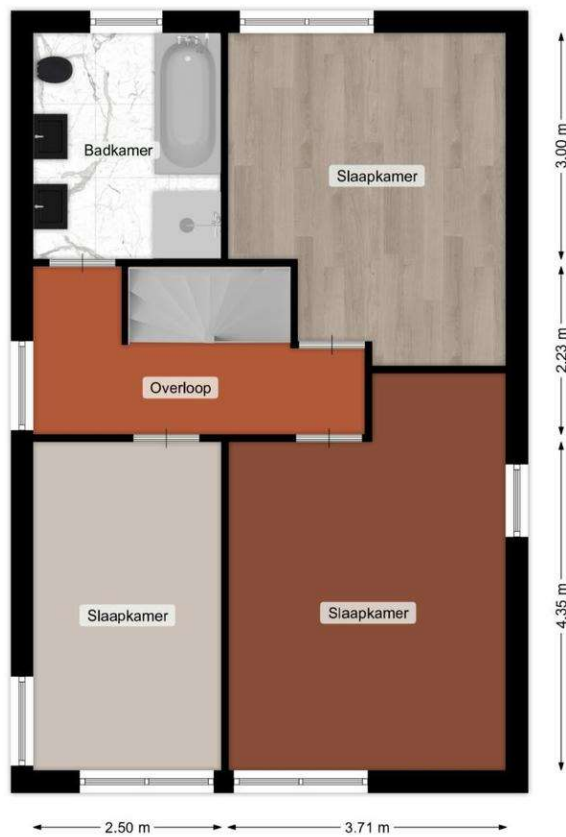 Badkamer
Slaapkamer
Overloop
Slaapkamer
Slaapkamer
3.00 m
2.23 m
4.35 m
2.50 m
3.71 m